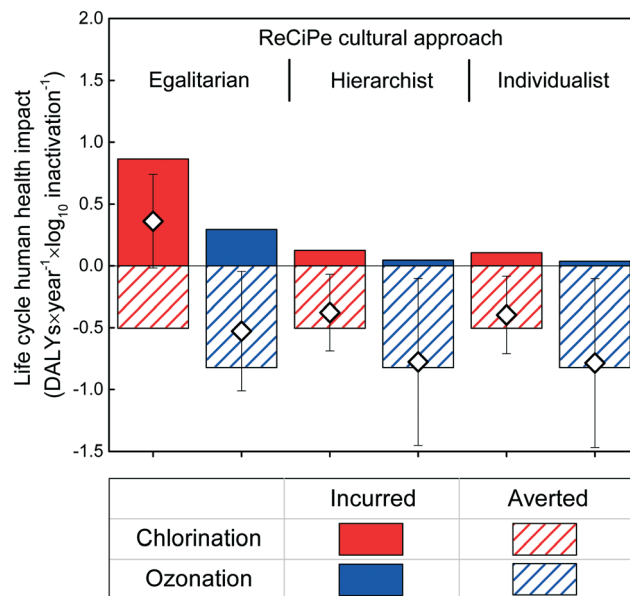 ReCiPe cultural approach
Egalitarian
Hierarchist
Individualist
Life cycle human health impact
(DALYs×year⁻¹×log₁₀ inactivation⁻¹)
2.0
1.5
1.0
0.5
0.0
-0.5
-1.0
-1.5
Incurred Averted
Chlorination
Ozonation